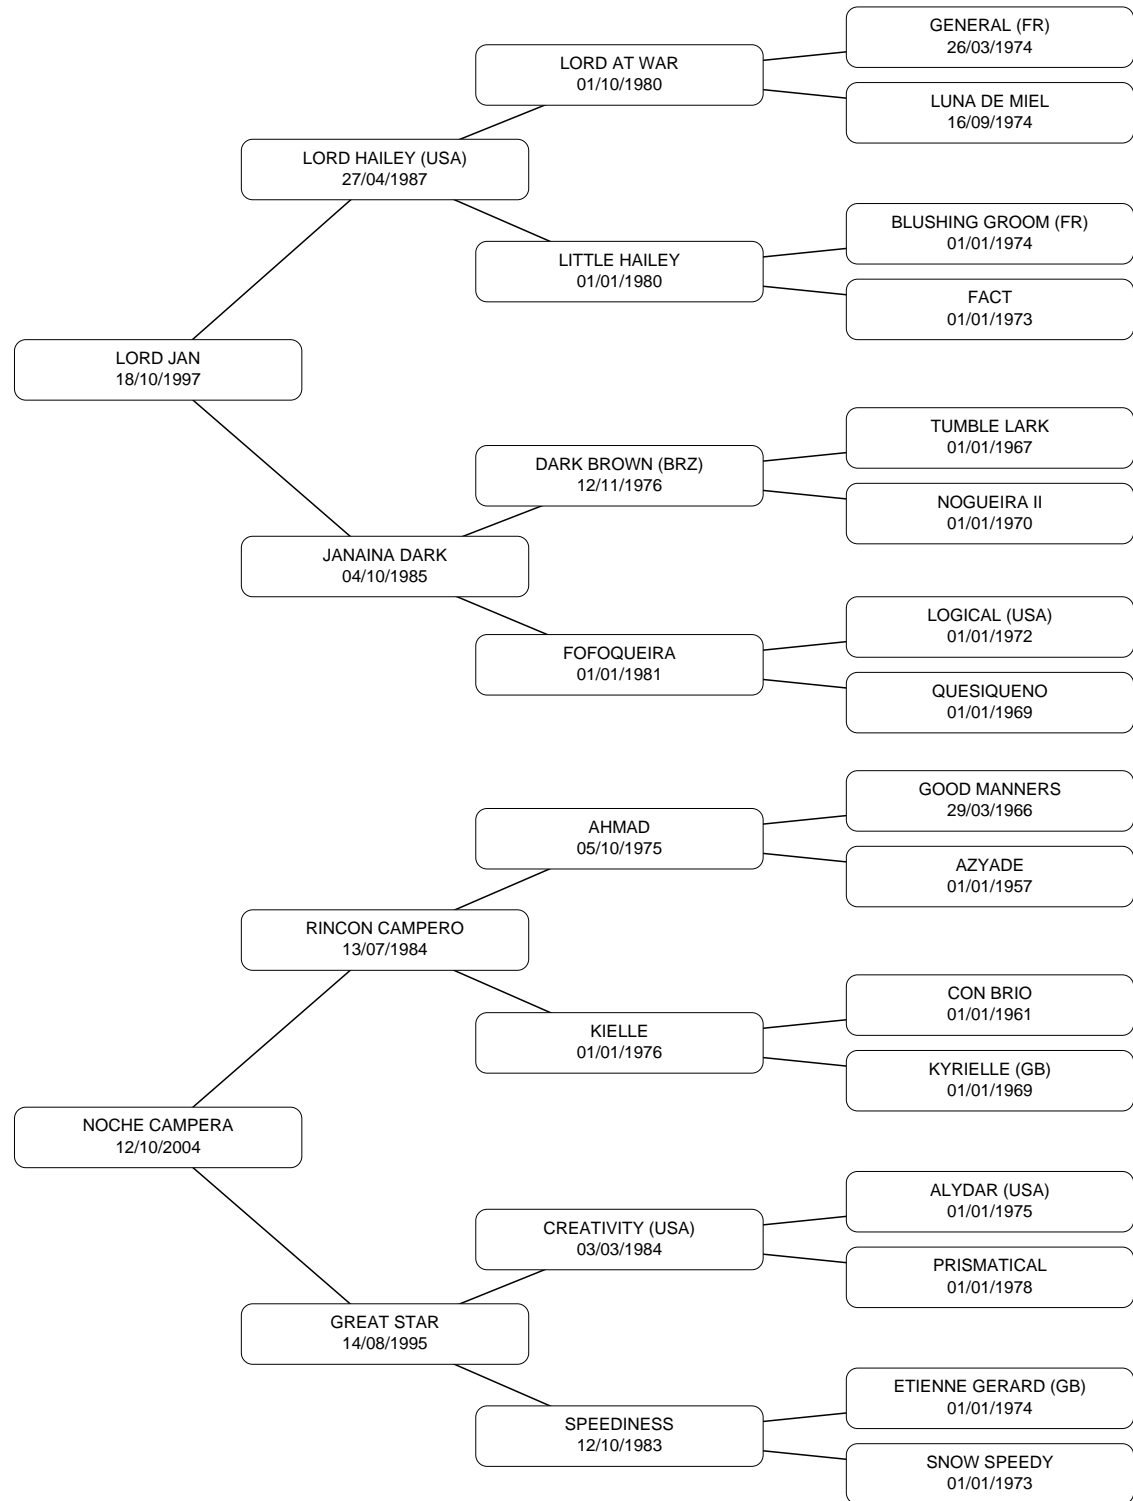 GENERAL (FR)
26/03/1974
LORD AT WAR
01/10/1980
LUNA DE MIEL
16/09/1974
LORD HAILEY (USA)
27/04/1987
BLUSHING GROOM (FR)
01/01/1974
LITTLE HAILEY
01/01/1980
FACT
01/01/1973
LORD JAN
18/10/1997
TUMBLE LARK
01/01/1967
DARK BROWN (BRZ)
12/11/1976
NOGUEIRA II
01/01/1970
JANAINA DARK
04/10/1985
LOGICAL (USA)
01/01/1972
FOFOQUEIRA
01/01/1981
QUESIQUENO
01/01/1969
GOOD MANNERS
29/03/1966
AHMAD
05/10/1975
AZYADE
01/01/1957
RINCON CAMPERO
13/07/1984
CON BRIO
01/01/1961
KIELLE
01/01/1976
KYRIELLE (GB)
01/01/1969
NOCHE CAMPERA
12/10/2004
ALYDAR (USA)
01/01/1975
CREATIVITY (USA)
03/03/1984
PRISMATICAL
01/01/1978
GREAT STAR
14/08/1995
ETIENNE GERARD (GB)
01/01/1974
SPEEDINESS
12/10/1983
SNOW SPEEDY
01/01/1973